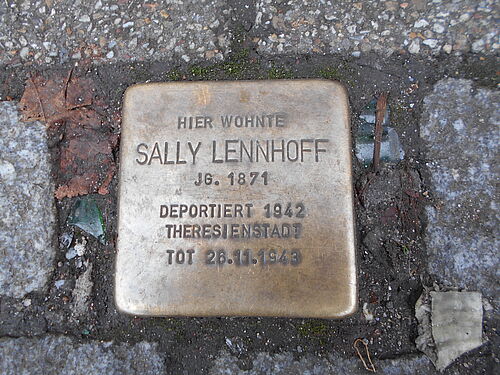 HIER WOHNTE
SALLY LENNHOFF
JG. 1871
DEPORTIERT 1942
THERESIENSTADT
TOT 26.11.1943